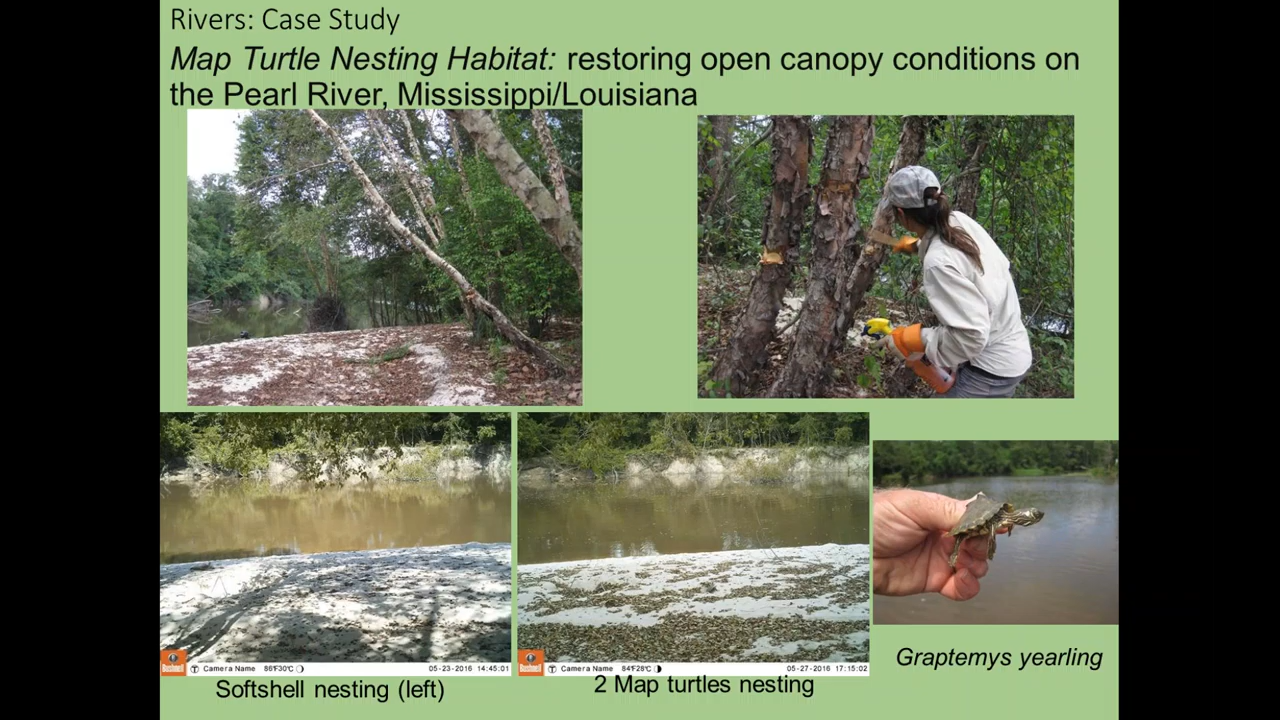 Rivers: Case Study
Map Turtle Nesting Habitat: restoring open canopy conditions on
the Pearl River, Mississippi/Louisiana
Bushnell Camera Name 86°F30°C 05-23-2016 14:45:01
Bushnell Camera Name 84°F28°C 05-27-2016 17:15:02
Softshell nesting (left)
2 Map turtles nesting
Graptemys yearling